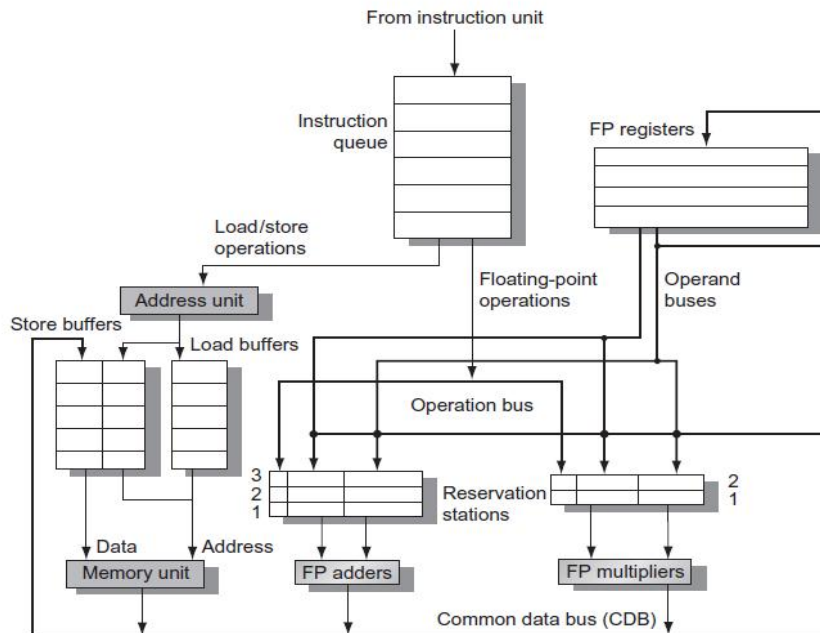 From instruction unit
Instruction
queue
FP registers
Load/store
operations
Address unit
Floating-point
operations
Operand
buses
Store buffers
Load buffers
Operation bus
3
2
1
Reservation
stations
2
1
Data
Address
Memory unit
FP adders
FP multipliers
Common data bus (CDB)